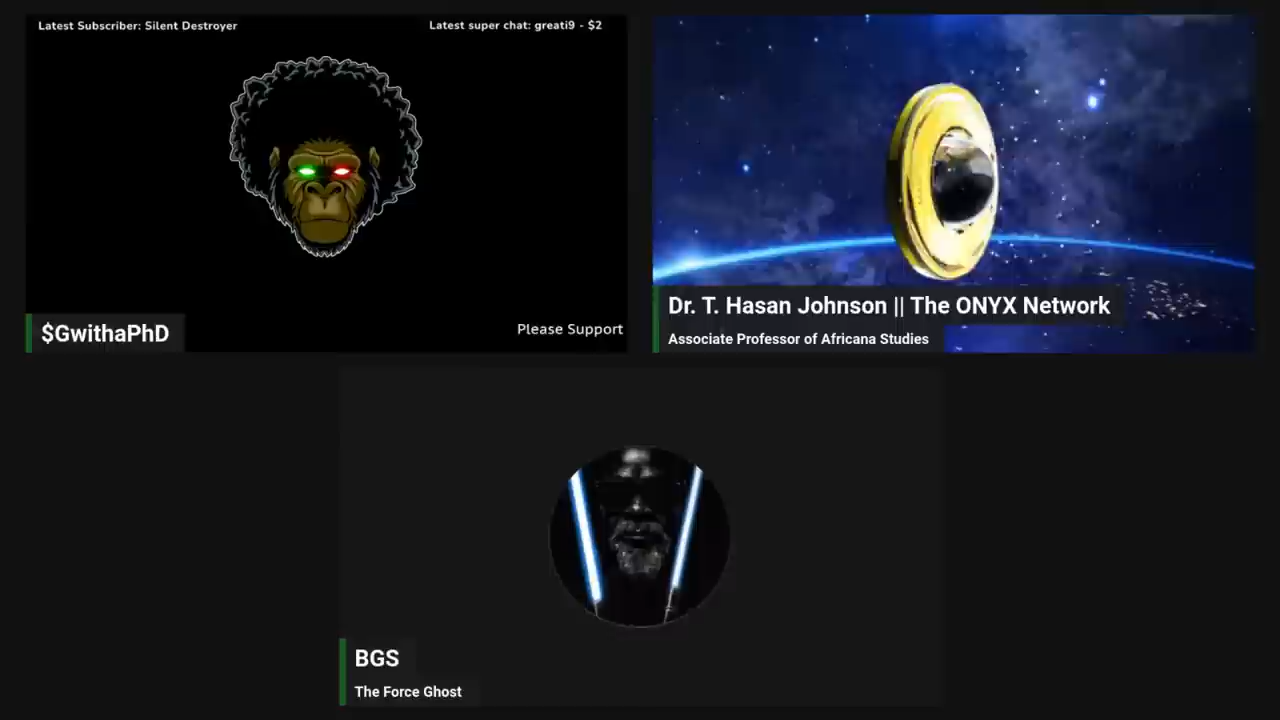 Latest Subscriber: Silent Destroyer
Latest super chat: greati9 - $2
$GwithaPhD
Please Support
Dr. T. Hasan Johnson || The ONYX Network
Associate Professor of Africana Studies
BGS
The Force Ghost